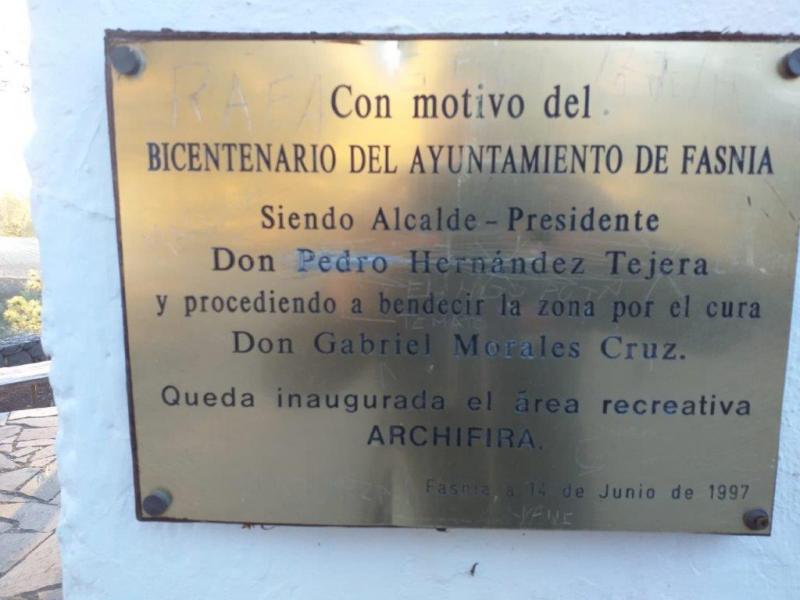 Con motivo del
BICENTENARIO DEL AYUNTAMIENTO DE FASNIA
Siendo Alcalde - Presidente
Don Pedro Hernández Tejera
y procediendo a bendecir la zona por el cura
Don Gabriel Morales Cruz.
Queda inaugurada el área recreativa
ARCHIFIRA.
Fasnia a 14 de Junio de 1997